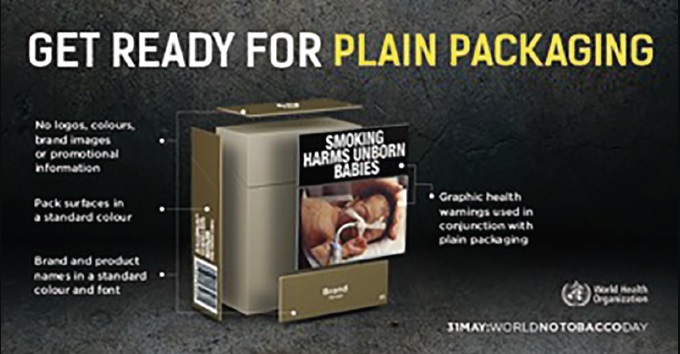 GET READY FOR PLAIN PACKAGING
No logos, colours,
brand images
or promotional
information
Pack surfaces in
a standard colour
Brand and product
names in a standard
colour and font
SMOKING
HARMS UNBORN
BABIES
Brand
Graphic health
warnings used in
conjunction with
plain packaging
World Health
Organization
31MAY:WORLDNOTOBACCODAY